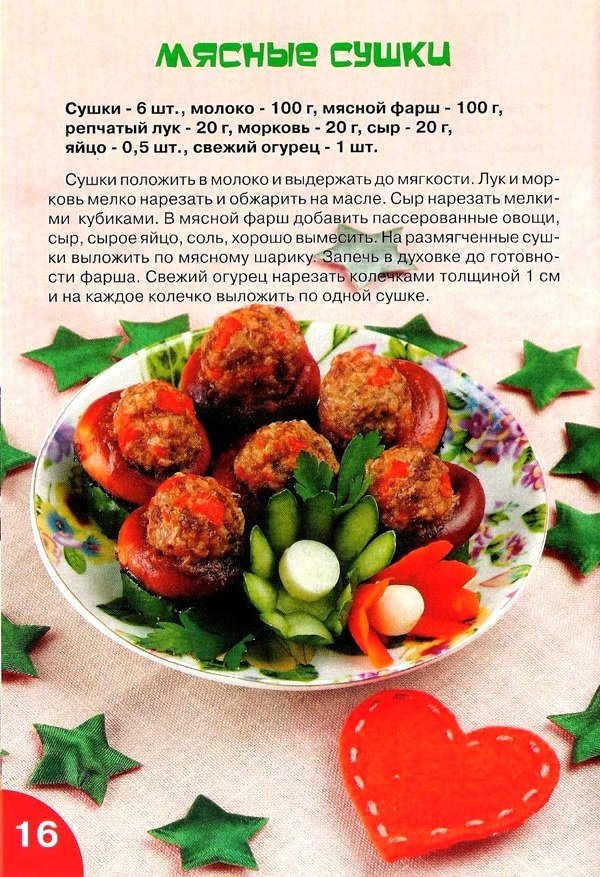 МЯСНЫЕ СУШКИ
Сушки - 6 шт., молоко - 100 г, мясной фарш - 100 г,
репчатый лук - 20 г, морковь - 20 г, сыр - 20 г,
яйцо - 0,5 шт., свежий огурец - 1 шт.
Сушки положить в молоко и выдержать до мягкости. Лук и мор-
ковь мелко нарезать и обжарить на масле. Сыр нарезать мелки-
ми кубиками. В мясной фарш добавить пассерованные овощи,
сыр, сырое яйцо, соль, хорошо вымесить. На размягченные суш-
ки выложить по мясному шарику. Запечь в духовке до готовно-
сти фарша. Свежий огурец нарезать колечками толщиной 1 см
и на каждое колечко выложить по одной сушке.
16